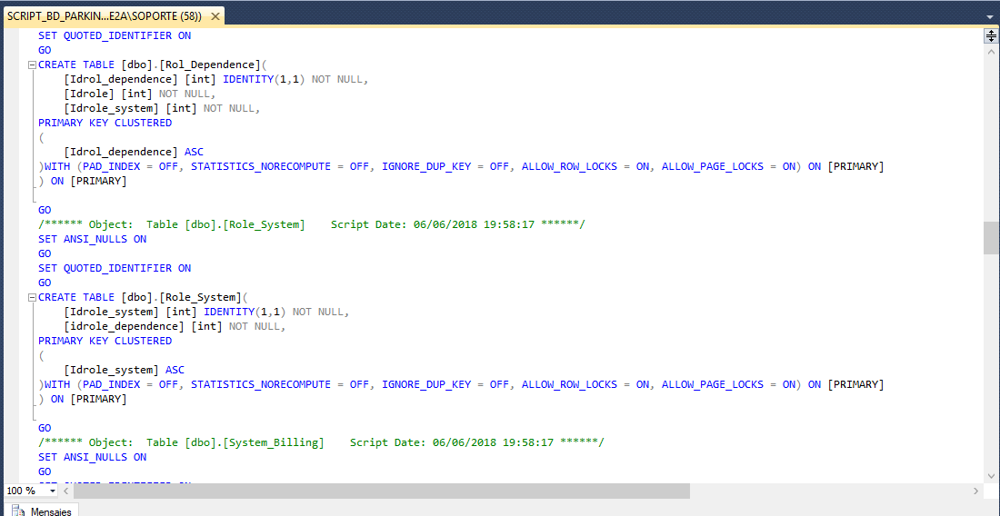 SCRIPT_BD_PARKIN...E2A\SOPORTE (58))
SET QUOTED_IDENTIFIER ON
GO
CREATE TABLE [dbo].[Rol_Dependence](
[Idrol_dependence] [int] IDENTITY(1,1) NOT NULL,
[Idrole] [int] NOT NULL,
[Idrole_system] [int] NOT NULL,
PRIMARY KEY CLUSTERED
(
[Idrol_dependence] ASC
)WITH (PAD_INDEX = OFF, STATISTICS_NORECOMPUTE = OFF, IGNORE_DUP_KEY = OFF, ALLOW_ROW_LOCKS = ON, ALLOW_PAGE_LOCKS = ON) ON [PRIMARY]
) ON [PRIMARY]
GO
/****** Object:  Table [dbo].[Role_System]    Script Date: 06/06/2018 19:58:17 ******/
SET ANSI_NULLS ON
GO
SET QUOTED_IDENTIFIER ON
GO
CREATE TABLE [dbo].[Role_System](
[Idrole_system] [int] IDENTITY(1,1) NOT NULL,
[idrole_dependence] [int] NOT NULL,
PRIMARY KEY CLUSTERED
(
[Idrole_system] ASC
)WITH (PAD_INDEX = OFF, STATISTICS_NORECOMPUTE = OFF, IGNORE_DUP_KEY = OFF, ALLOW_ROW_LOCKS = ON, ALLOW_PAGE_LOCKS = ON) ON [PRIMARY]
) ON [PRIMARY]
GO
/****** Object:  Table [dbo].[System_Billing]    Script Date: 06/06/2018 19:58:17 ******/
SET ANSI_NULLS ON
GO
100 %
Mensajes